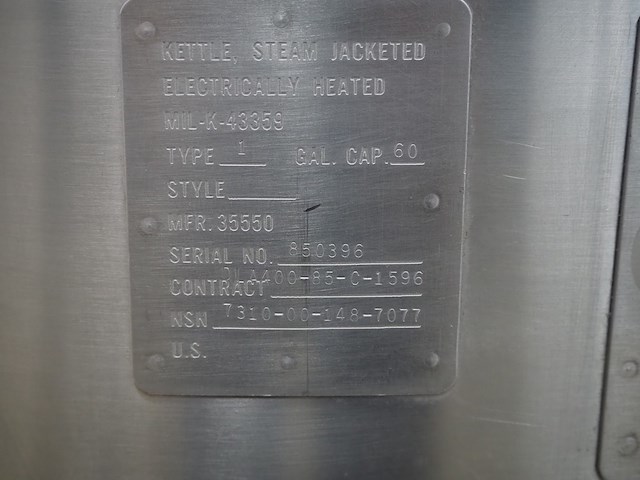 KETTLE, STEAM JACKETED
ELECTRICALLY HEATED
MIL-K-43359
TYPE 1 GAL. CAP. 60
STYLE
MFR. 35550
SERIAL NO. 850396
CONTRACT DLA400-85-C-1596
NSN 7310-00-148-7077
U.S.